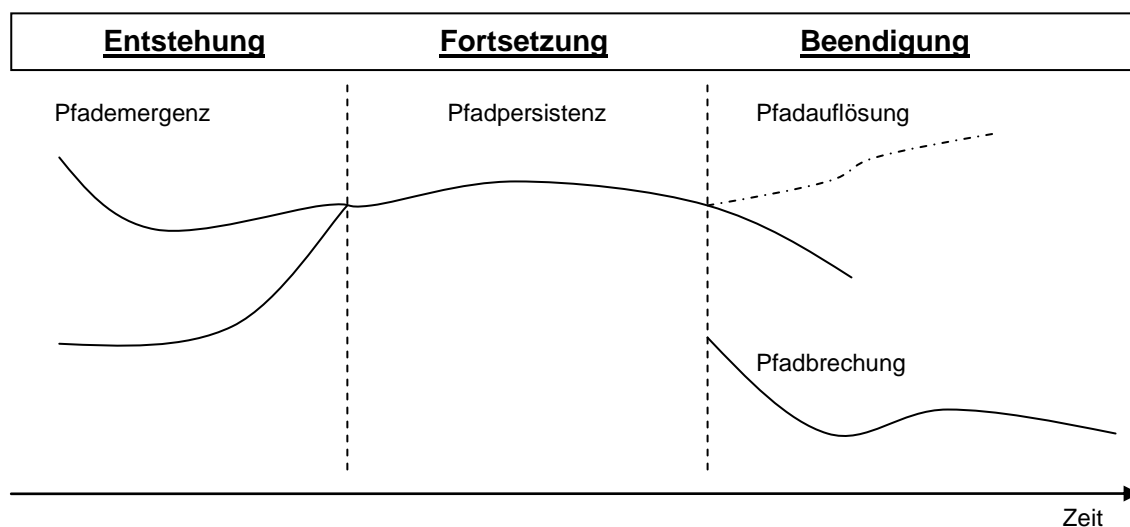 Entstehung Fortsetzung Beendigung
Pfademergenz Pfadpersistenz Pfadauflösung
Pfadbrechung
Zeit